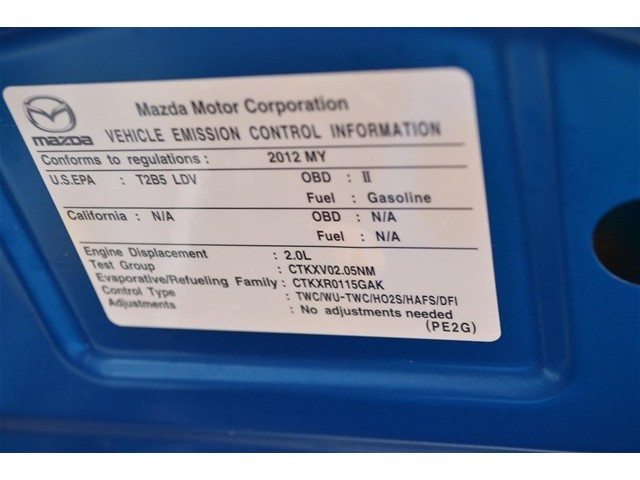 Mazda Motor Corporation
mazda VEHICLE EMISSION CONTROL INFORMATION
Conforms to regulations : 2012 MY
U.S.EPA : T2B5 LDV OBD : II
Fuel : Gasoline
California : N/A OBD : N/A
Fuel : N/A
Engine Displacement : 2.0L
Test Group : CTKXV02.05NM
Evaporative/Refueling Family : CTKXR0115GAK
Control Type : TWC/WU-TWC/HO2S/HAFS/DFI
Adjustments : No adjustments needed
(PE2G)